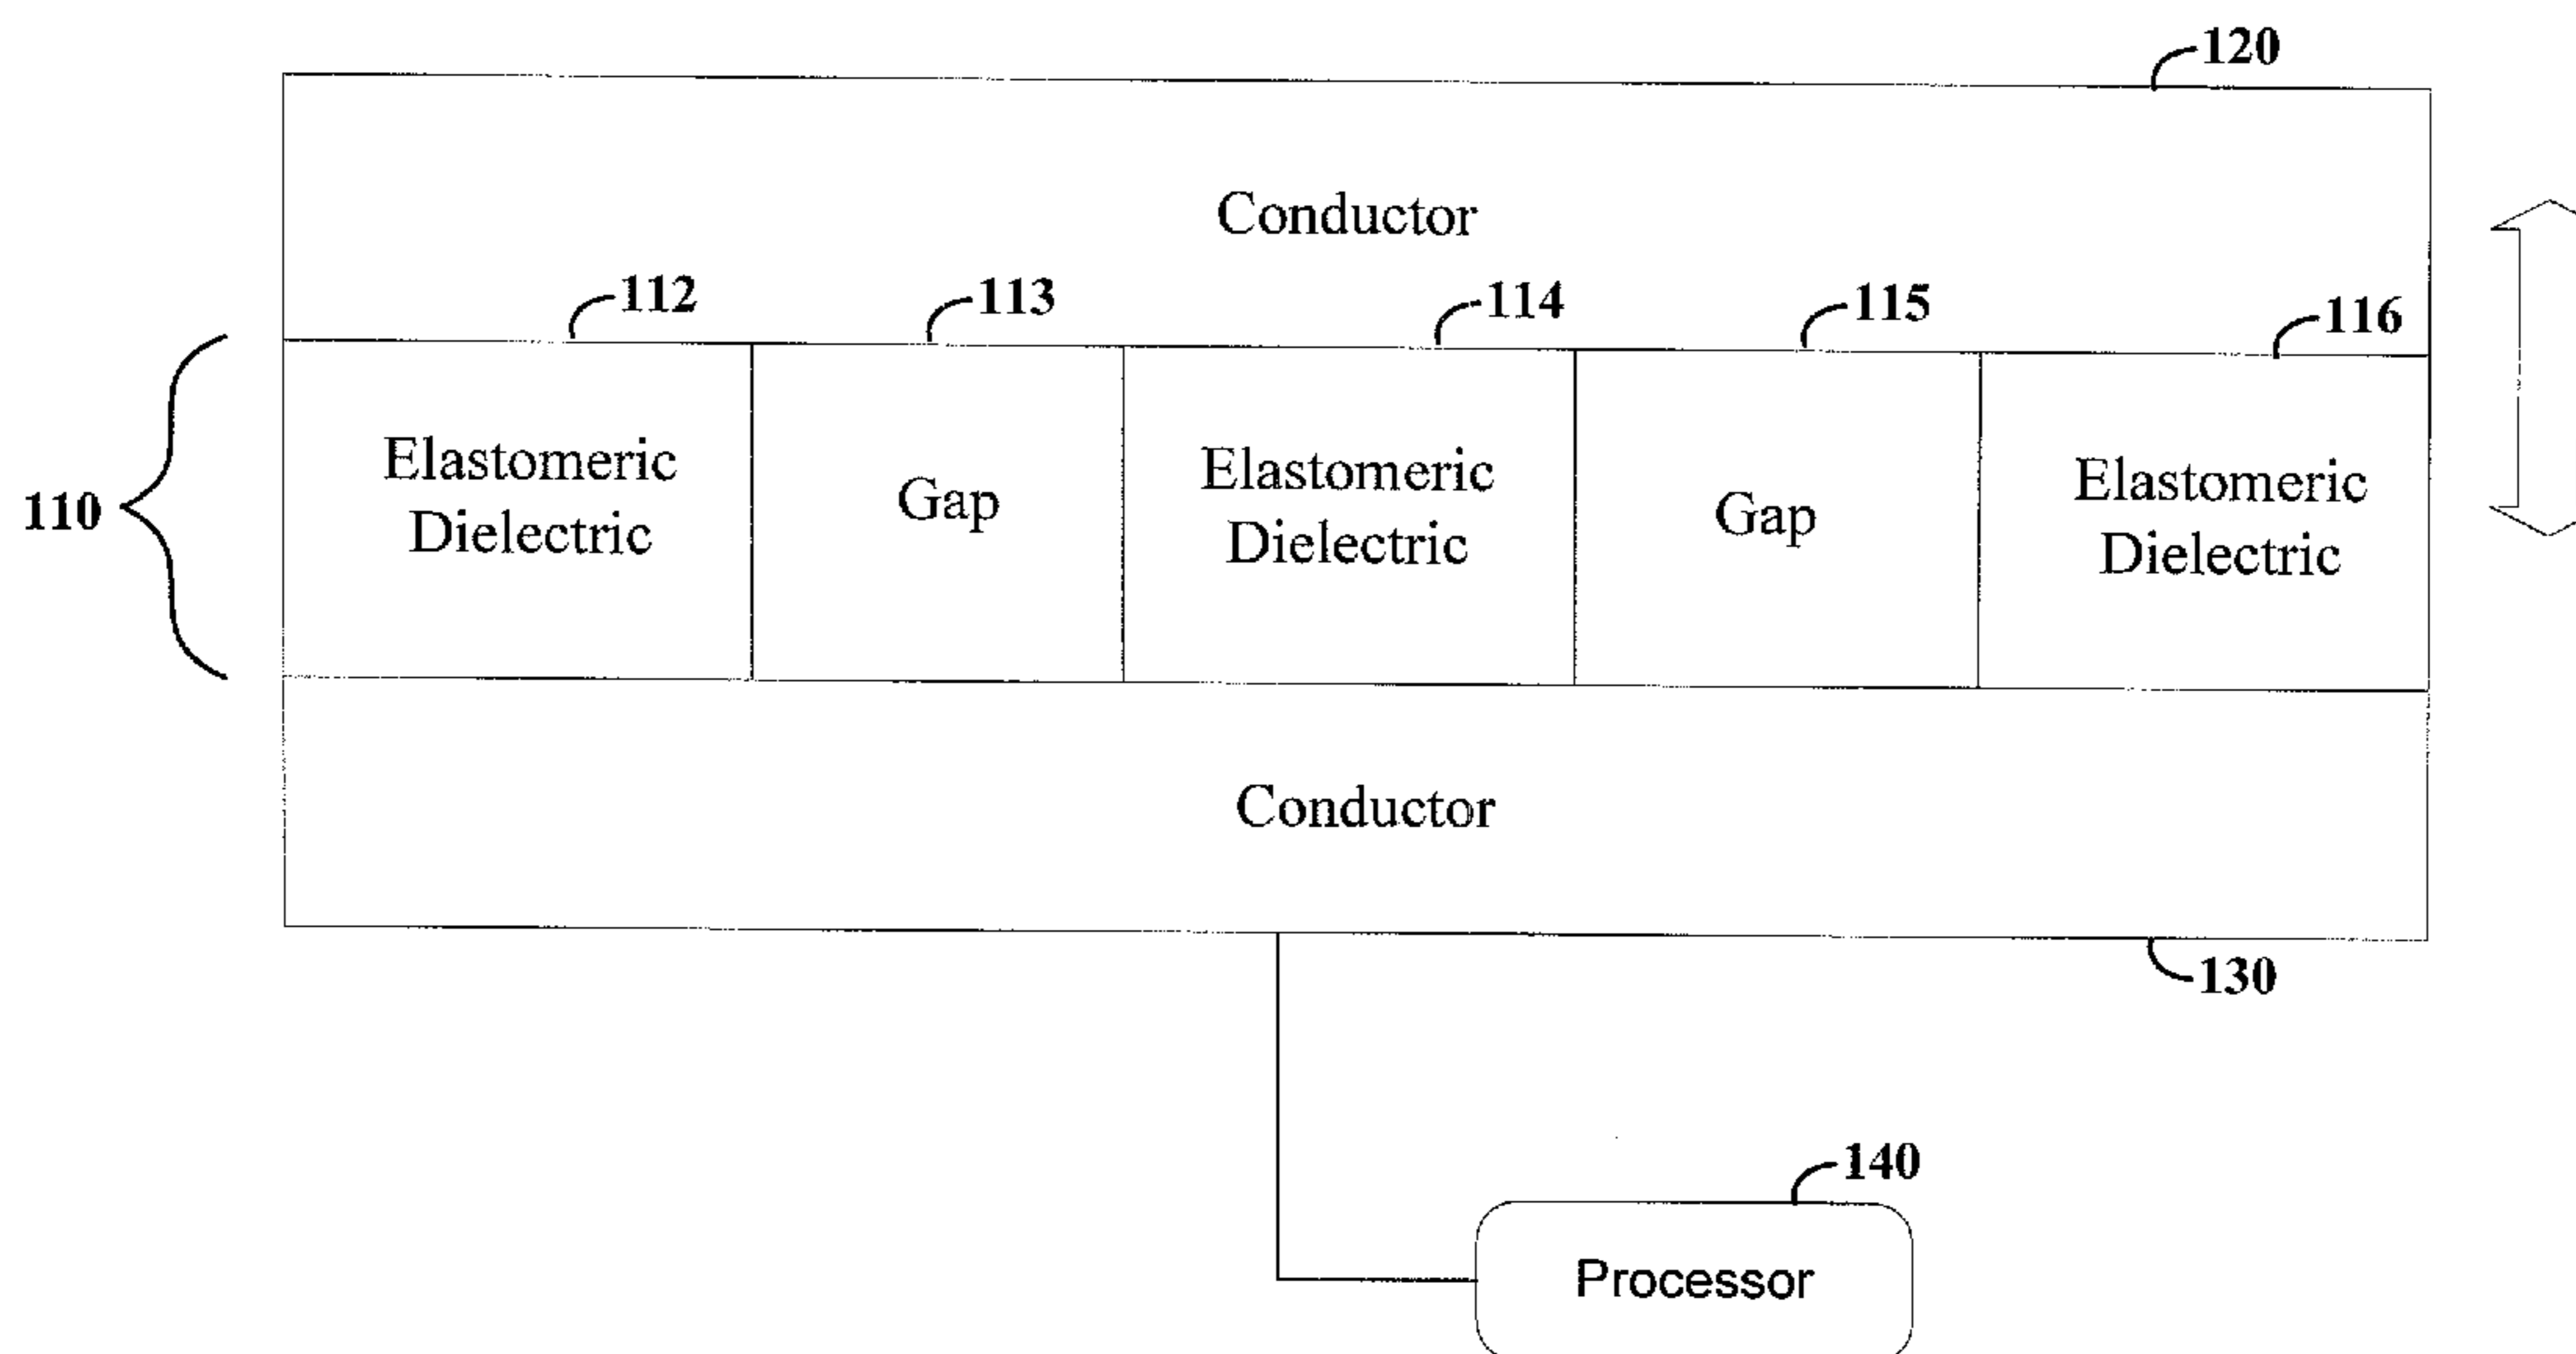 120
Conductor
112
113
114
115
116
110
Elastomeric
Dielectric
Gap
Elastomeric
Dielectric
Gap
Elastomeric
Dielectric
Conductor
130
140
Processor